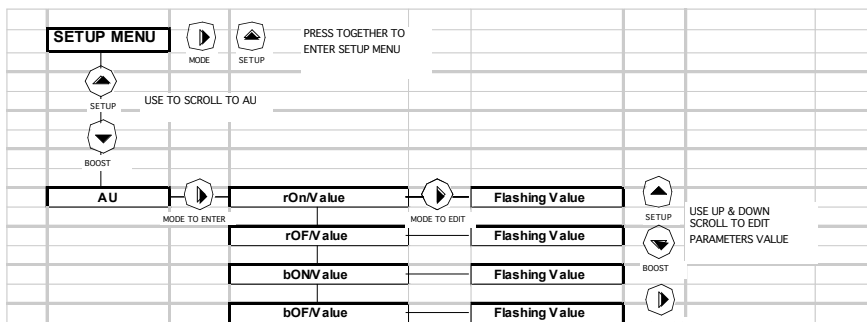 SETUP MENU
MODE
SETUP
PRESS TOGETHER TO
ENTER SETUP MENU
SETUP
USE TO SCROLL TO AU
BOOST
AU
MODE TO ENTER
rOn/Value
MODE TO EDIT
Flashing Value
SETUP
USE UP & DOWN
SCROLL TO EDIT
PARAMETERS VALUE
rOF/Value
Flashing Value
BOOST
bON/Value
Flashing Value
bOF/Value
Flashing Value